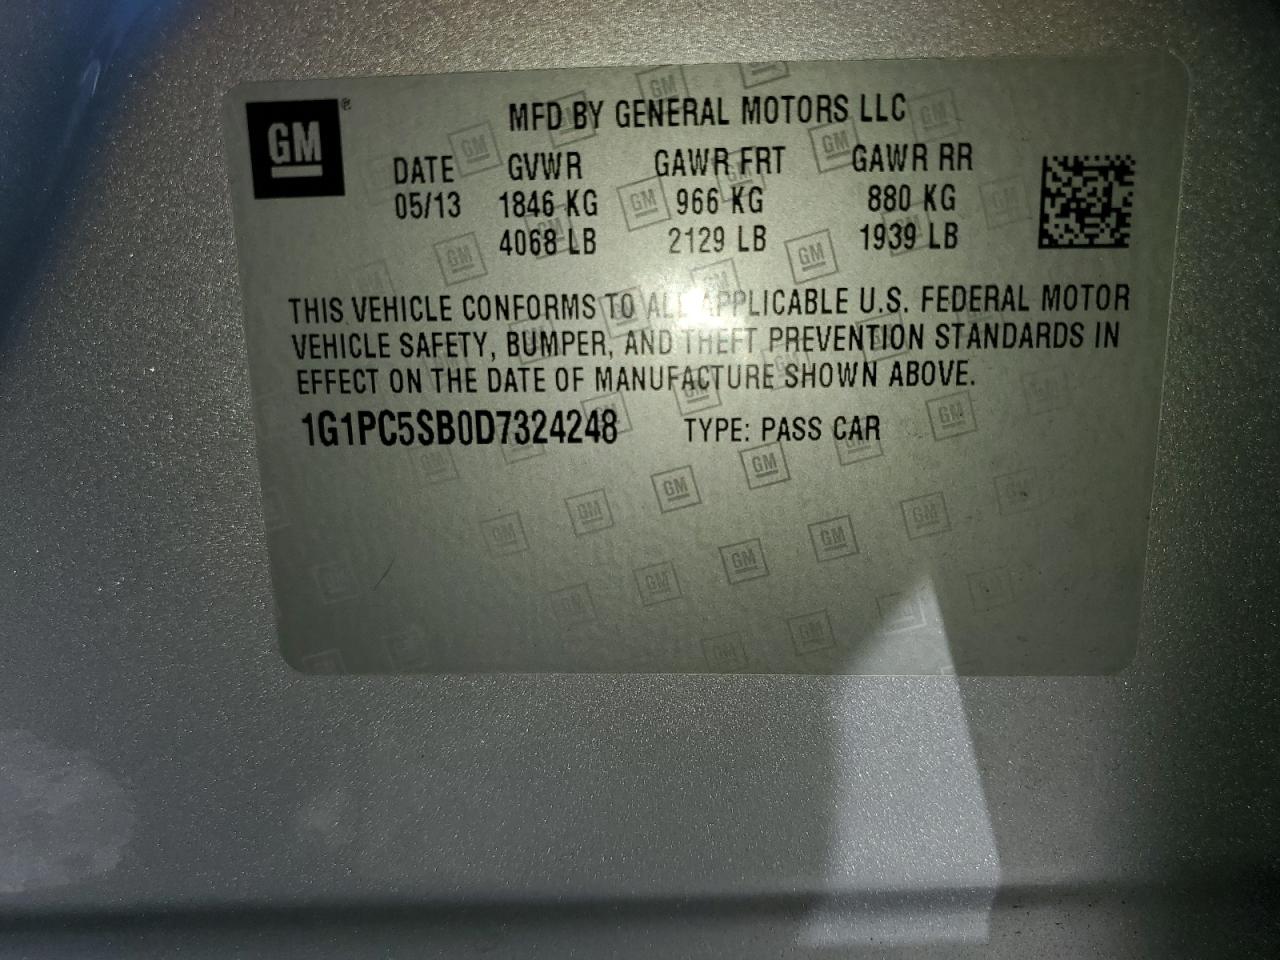 GM ®
MFD BY GENERAL MOTORS LLC
DATE GVWR GAWR FRT GAWR RR
05/13 1846 KG 966 KG 880 KG
4068 LB 2129 LB 1939 LB
THIS VEHICLE CONFORMS TO ALL APPLICABLE U.S. FEDERAL MOTOR
VEHICLE SAFETY, BUMPER, AND THEFT PREVENTION STANDARDS IN
EFFECT ON THE DATE OF MANUFACTURE SHOWN ABOVE.
1G1PC5SB0D7324248 TYPE: PASS CAR